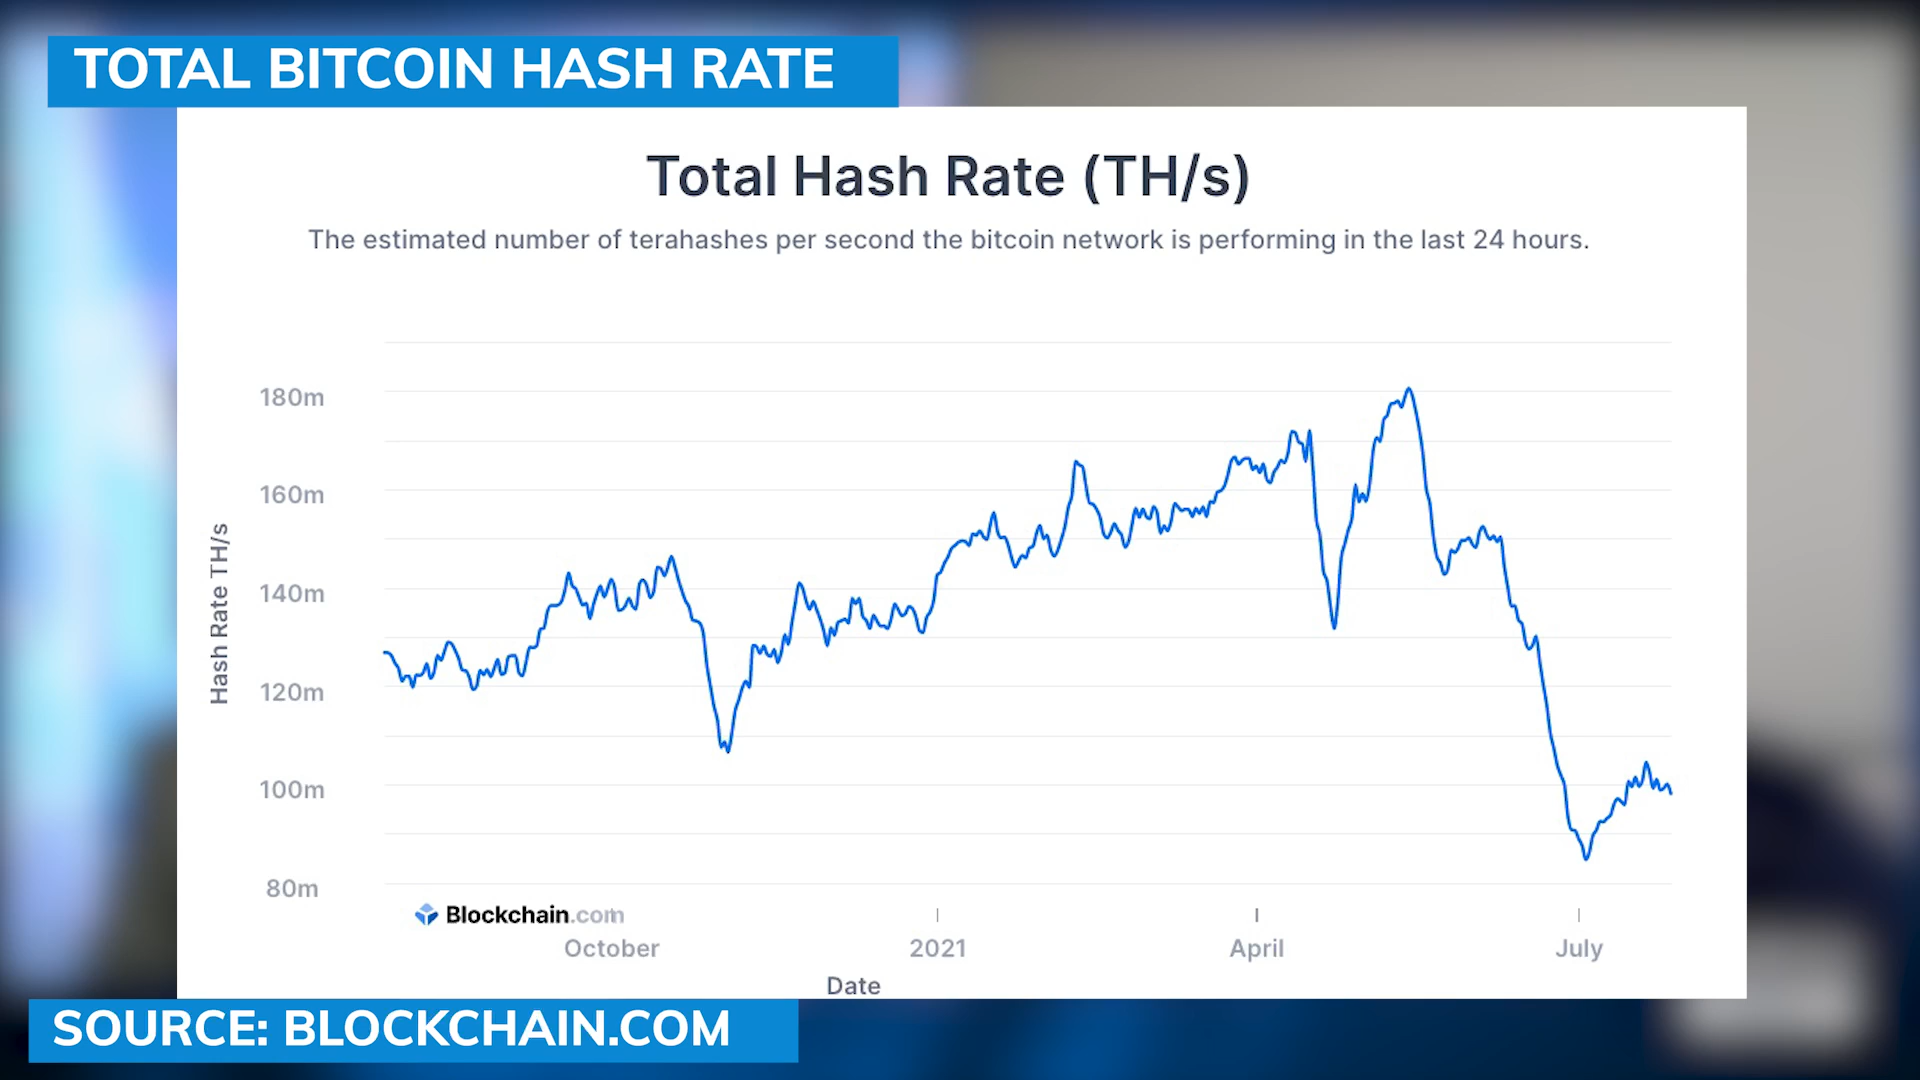 TOTAL BITCOIN HASH RATE
Total Hash Rate (TH/s)
The estimated number of terahashes per second the bitcoin network is performing in the last 24 hours.
180m
160m
140m
120m
100m
80m
Hash Rate TH/s
Blockchain.com
October
2021
April
July
Date
SOURCE: BLOCKCHAIN.COM